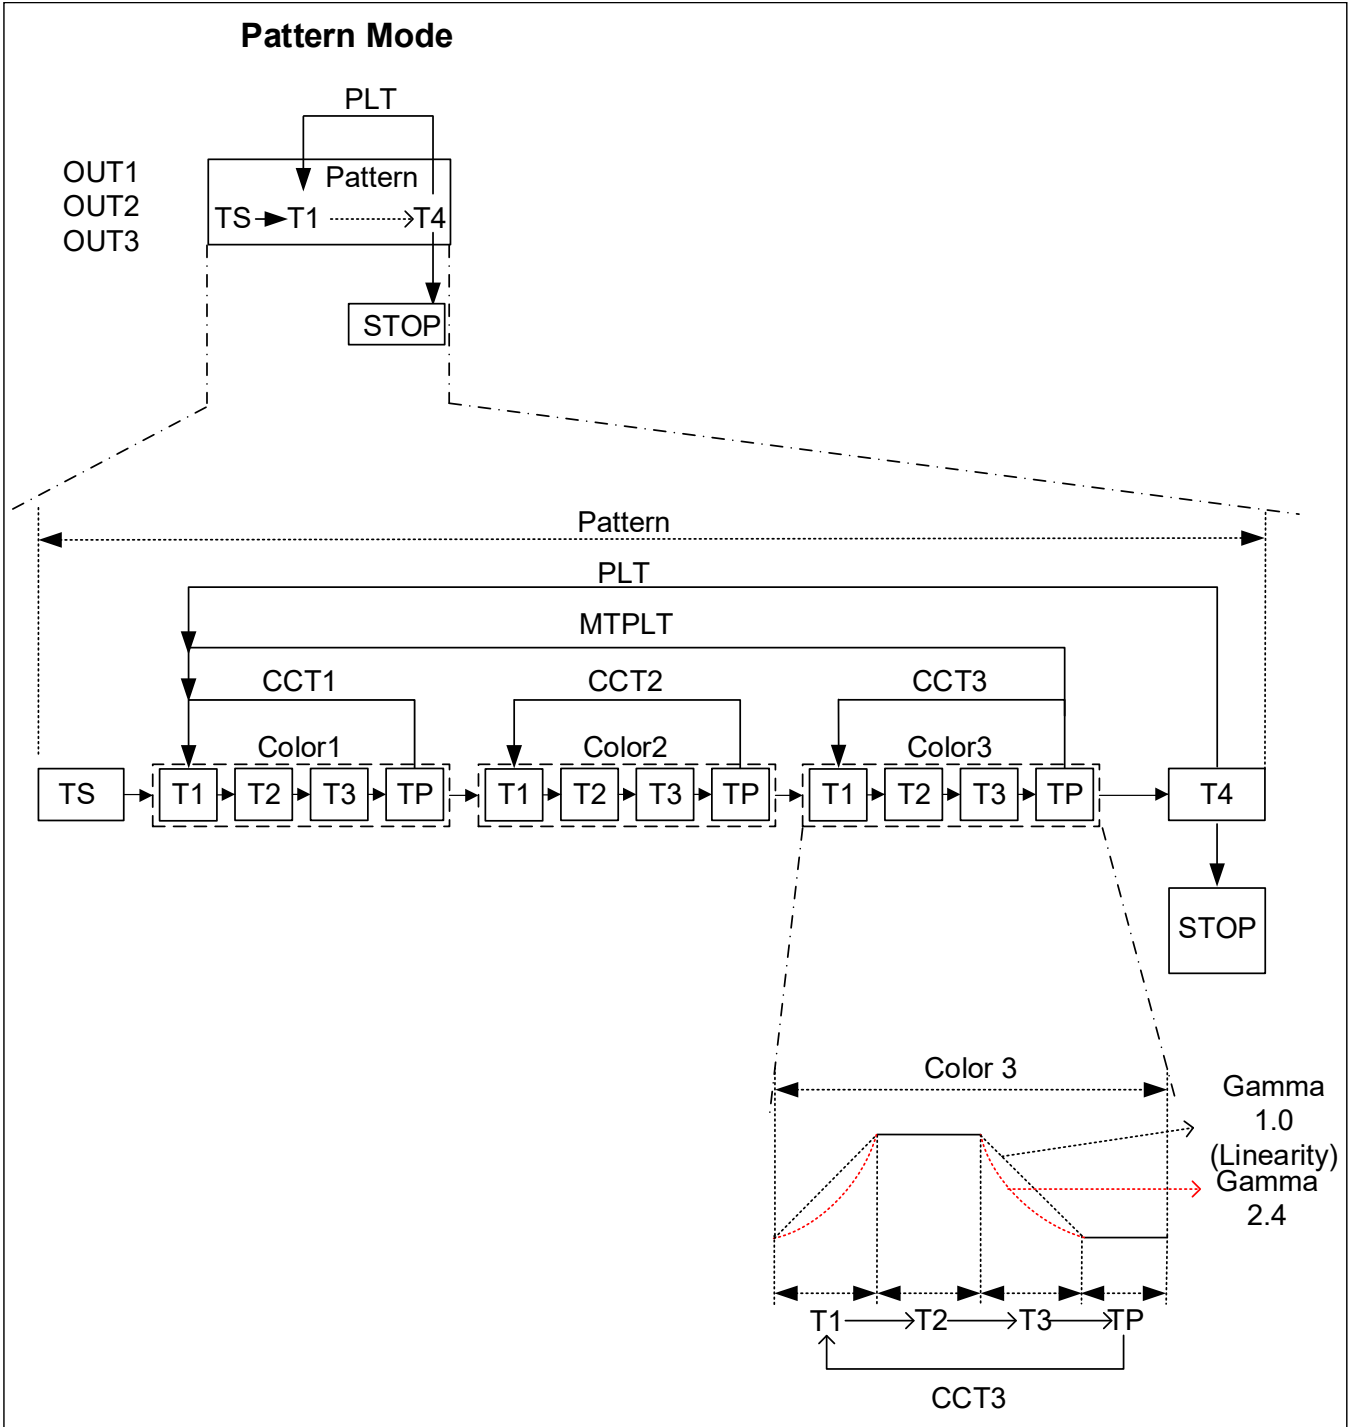 Pattern Mode
PLT
OUT1
OUT2
OUT3
Pattern
TS T1 T4
STOP
Pattern
PLT
MTPLT
CCT1 CCT2 CCT3
Color1 Color2 Color3
TS T1 T2 T3 TP T1 T2 T3 TP T1 T2 T3 TP T4
STOP
Color 3
Gamma
1.0
(Linearity)
Gamma
2.4
T1 T2 T3 TP
CCT3